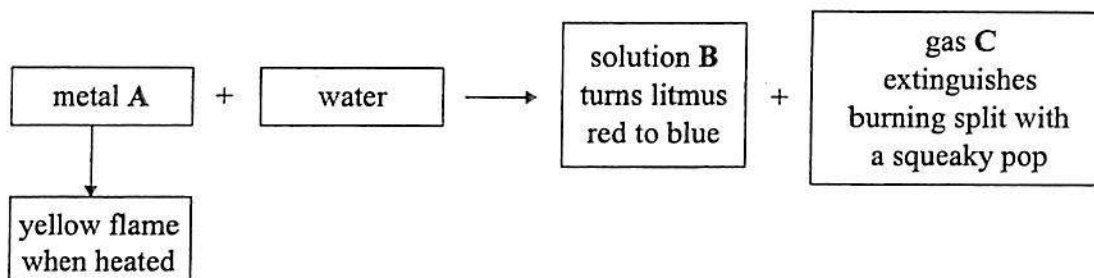 metal A + water
solution B
turns litmus
red to blue
+
gas C
extinguishes
burning split with
a squeaky pop
yellow flame
when heated